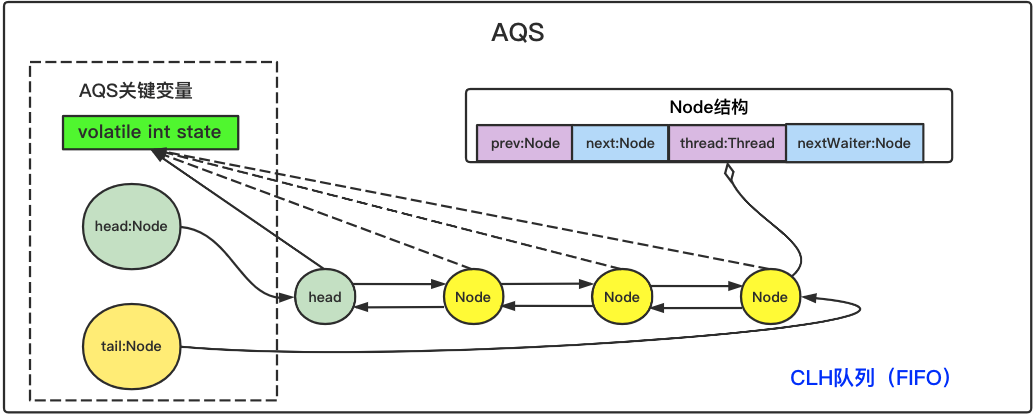 AQS
AQS关键变量
volatile int state
head:Node
tail:Node
Node结构
prev:Node next:Node thread:Thread nextWaiter:Node
head Node Node Node
CLH队列（FIFO）